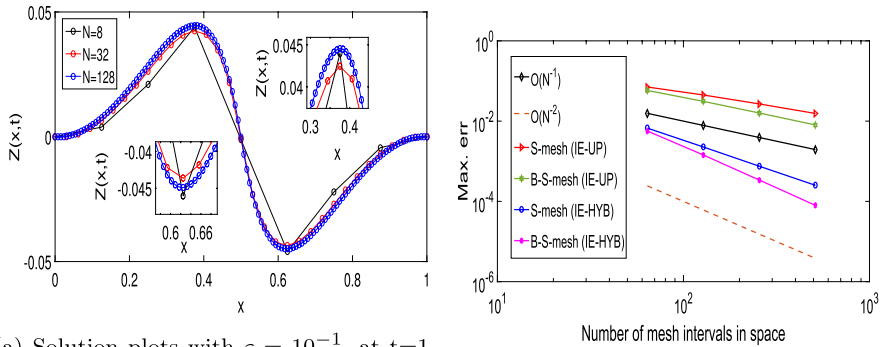 0.05
0
-0.05
Z(x,t)
N=8
N=32
N=128
0.045
0.04
Z(x,t)
0.3 0.4
x
-0.04
-0.045
Z(x,t)
0.6 0.66
x
0 0.2 0.4 0.6 0.8 1
x
(a) Solution plots with ε = 10⁻¹ at t=1
10⁰
10⁻²
10⁻⁴
10⁻⁶
Max. err
O(N⁻¹)
O(N⁻²)
S-mesh (IE-UP)
B-S-mesh (IE-UP)
S-mesh (IE-HYB)
B-S-mesh (IE-HYB)
10¹ 10² 10³
Number of mesh intervals in space